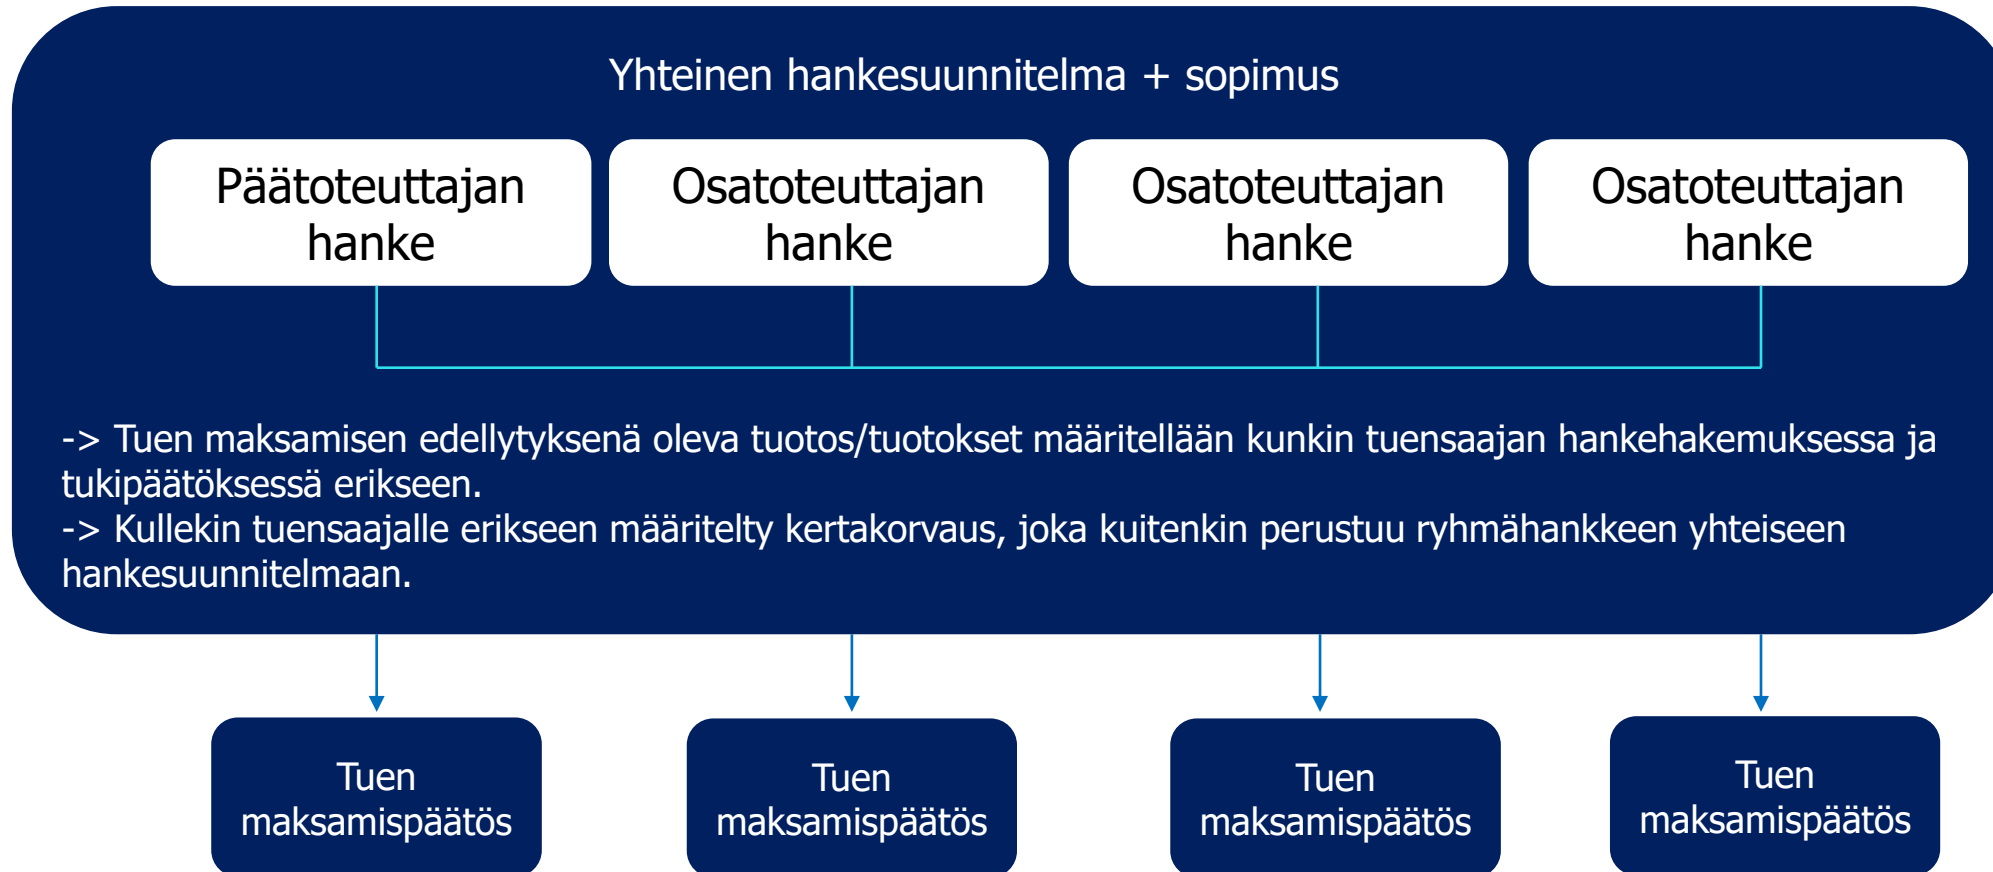 Yhteinen hankesuunnitelma + sopimus
Päätoteuttajan
hanke
Osatoteuttajan
hanke
Osatoteuttajan
hanke
Osatoteuttajan
hanke
-> Tuen maksamisen edellytyksenä oleva tuotos/tuotokset määritellään kunkin tuensaajan hankehakemuksessa ja
tukipäätöksessä erikseen.
-> Kullekin tuensaajalle erikseen määritelty kertakorvaus, joka kuitenkin perustuu ryhmähankkeen yhteiseen
hankesuunnitelmaan.
Tuen
maksamispäätös
Tuen
maksamispäätös
Tuen
maksamispäätös
Tuen
maksamispäätös